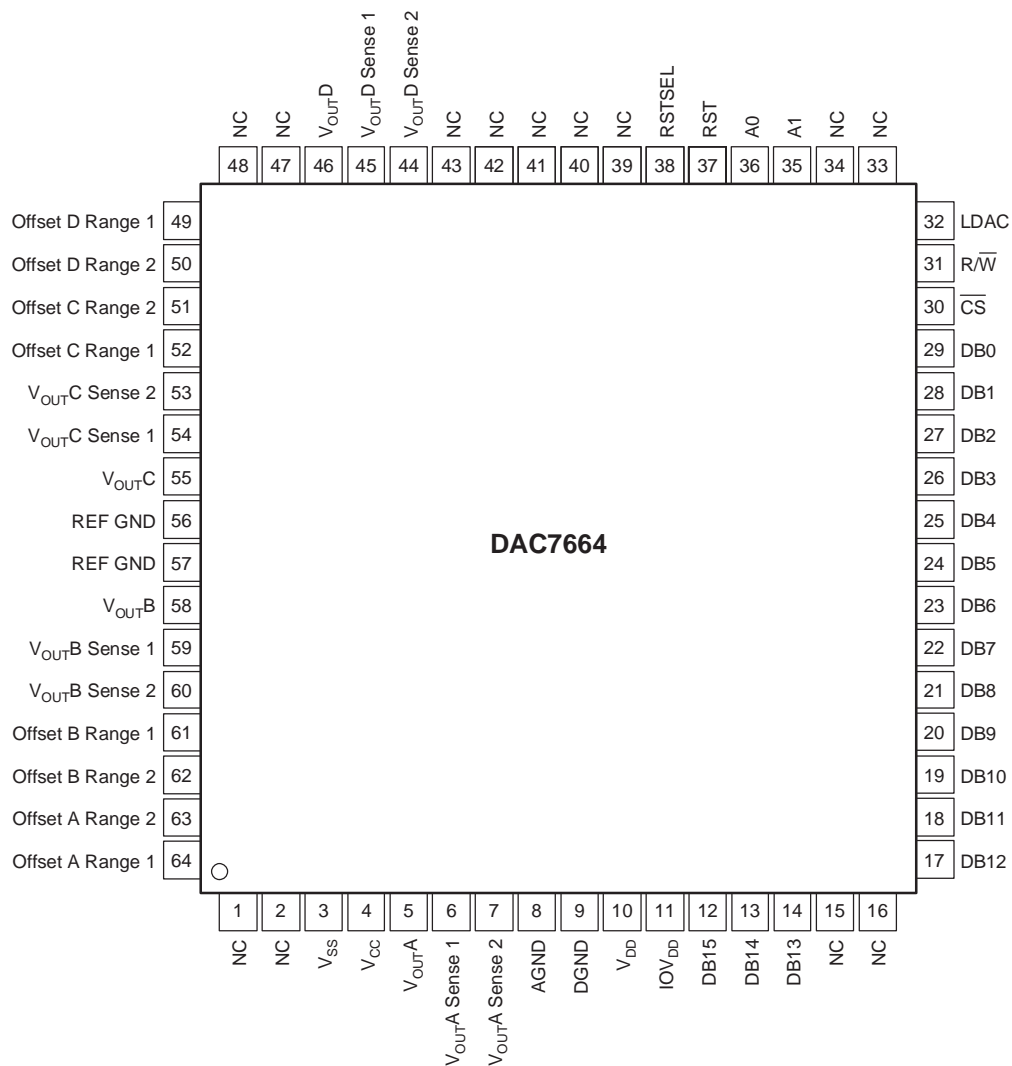 NC
NC
VOUTD
VOUTD Sense 1
VOUTD Sense 2
NC
NC
NC
NC
NC
RSTSEL
RST
A0
A1
NC
NC
48 47 46 45 44 43 42 41 40 39 38 37 36 35 34 33
Offset D Range 1 49
32 LDAC
Offset D Range 2 50
31 R/W̅
Offset C Range 2 51
30 C̅S̅
Offset C Range 1 52
29 DB0
VOUTC Sense 2 53
28 DB1
VOUTC Sense 1 54
27 DB2
VOUTC 55
26 DB3
REF GND 56
25 DB4
DAC7664
REF GND 57
24 DB5
VOUTB 58
23 DB6
VOUTB Sense 1 59
22 DB7
VOUTB Sense 2 60
21 DB8
Offset B Range 1 61
20 DB9
Offset B Range 2 62
19 DB10
Offset A Range 2 63
18 DB11
Offset A Range 1 64
17 DB12
1 2 3 4 5 6 7 8 9 10 11 12 13 14 15 16
NC
NC
VSS
VCC
VOUTA
VOUTA Sense 1
VOUTA Sense 2
AGND
DGND
VDD
IOVDD
DB15
DB14
DB13
NC
NC